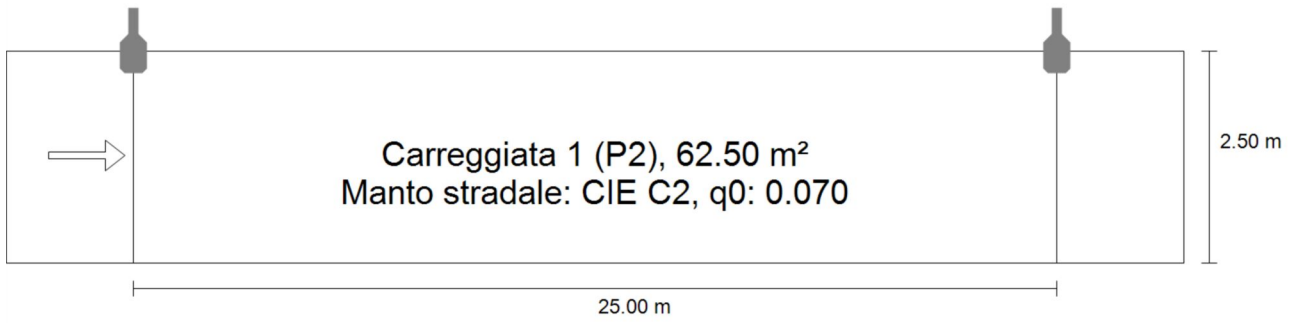 Carreggiata 1 (P2), 62.50 m²
Manto stradale: CIE C2, q0: 0.070
2.50 m
25.00 m